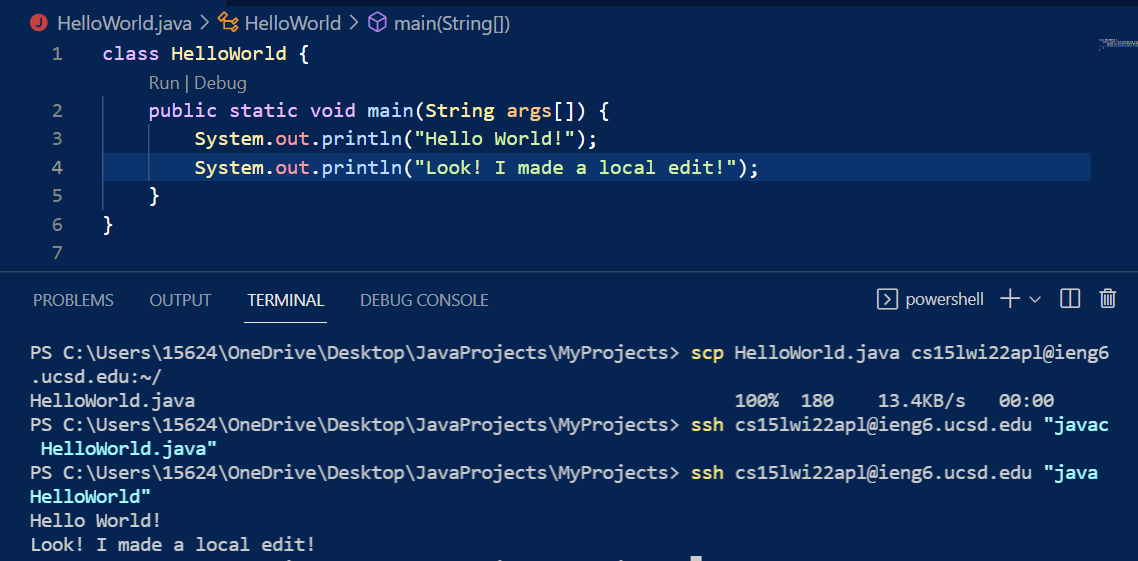 HelloWorld.java > HelloWorld > main(String[])
1 class HelloWorld {
Run | Debug
2 public static void main(String args[]) {
3 System.out.println("Hello World!");
4 System.out.println("Look! I made a local edit!");
5 }
6 }
7
PROBLEMS OUTPUT TERMINAL DEBUG CONSOLE powershell
PS C:\Users\15624\OneDrive\Desktop\JavaProjects\MyProjects> scp HelloWorld.java cs15lwi22apl@ieng6
.ucsd.edu:~/
HelloWorld.java 100% 180 13.4KB/s 00:00
PS C:\Users\15624\OneDrive\Desktop\JavaProjects\MyProjects> ssh cs15lwi22apl@ieng6.ucsd.edu "javac
HelloWorld.java"
PS C:\Users\15624\OneDrive\Desktop\JavaProjects\MyProjects> ssh cs15lwi22apl@ieng6.ucsd.edu "java
HelloWorld"
Hello World!
Look! I made a local edit!